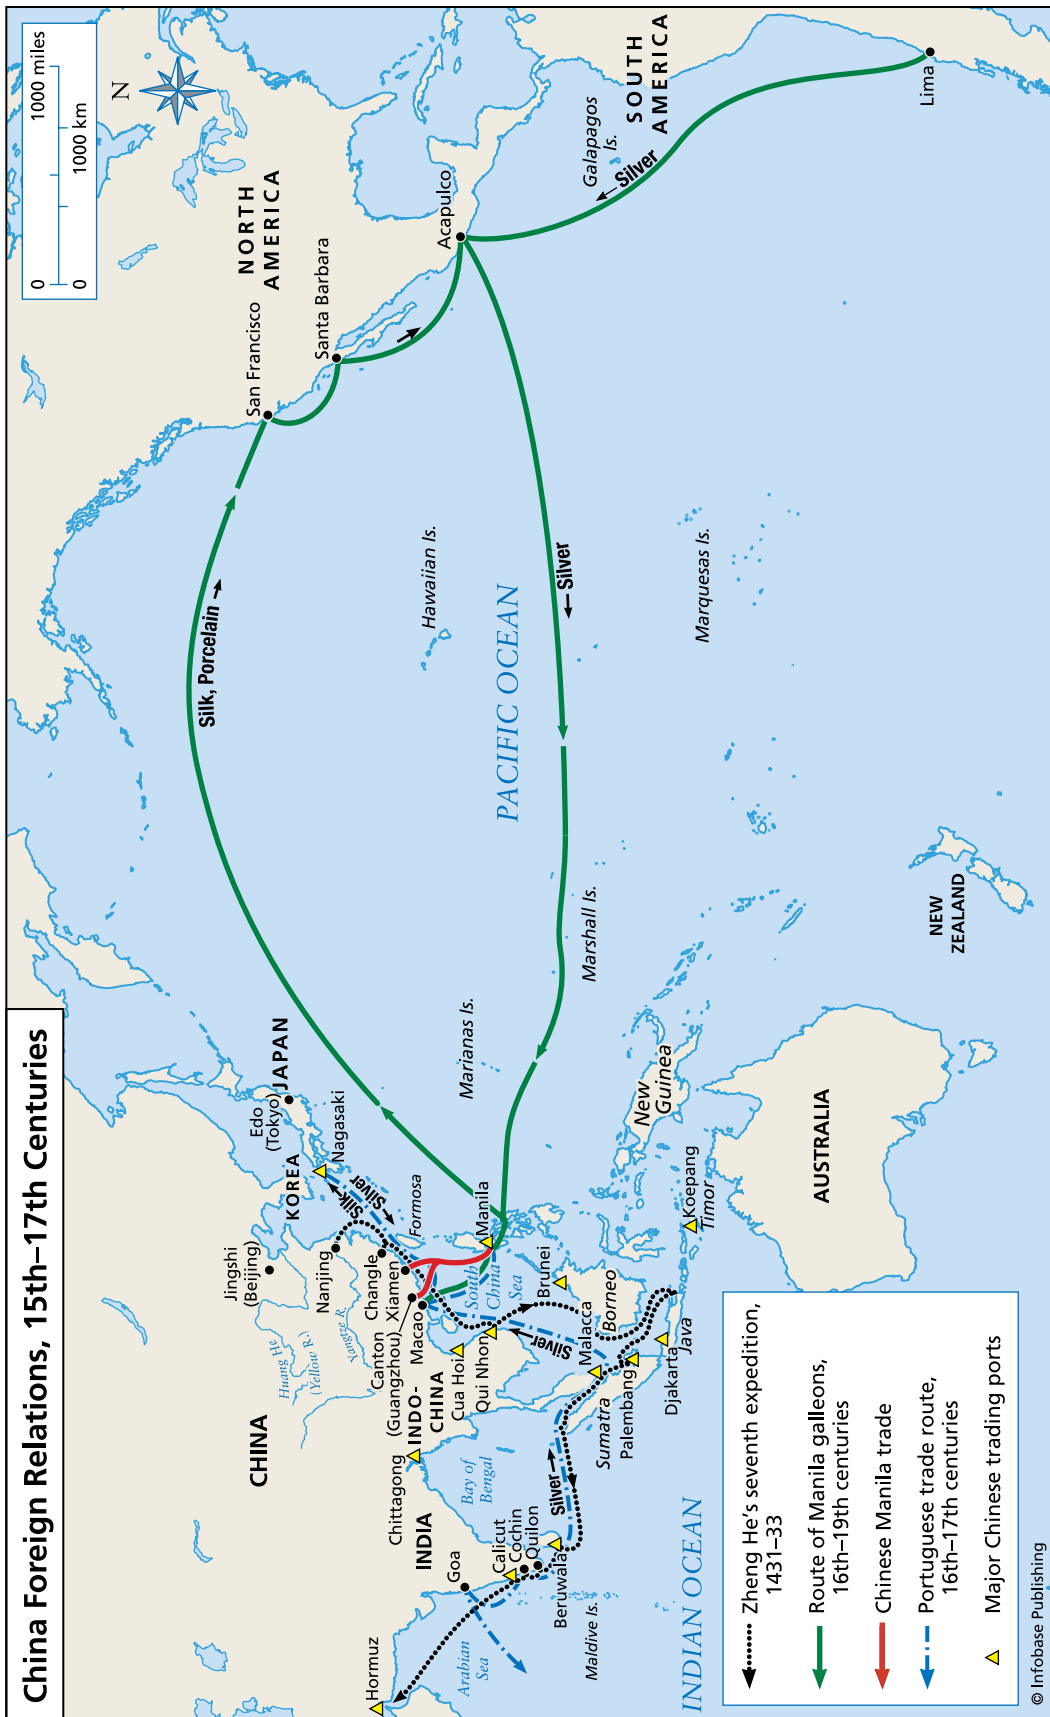 China Foreign Relations, 15th–17th Centuries
0 1000 miles
0 1000 km
N
NORTH
AMERICA
SOUTH
AMERICA
San Francisco
Santa Barbara
Acapulco
Galapagos
Is.
Silver
Lima
Silk, Porcelain
Hawaiian Is.
PACIFIC OCEAN
Silver
Marquesas Is.
Marshall Is.
Marianas Is.
NEW
ZEALAND
AUSTRALIA
New
Guinea
JAPAN
Edo
(Tokyo)
Nagasaki
KOREA
Silk
Silver
Formosa
Jingshi
(Beijing)
Nanjing
Changle
Xiamen
Canton
(Guangzhou)
Macao
Huang He
(Yellow R.)
Yangtze R.
CHINA
INDO-
CHINA
Cua Hoi
Qui Nhon
South
China
Sea
Manila
Brunei
Borneo
Silver
Malacca
Sumatra
Palembang
Djakarta
Java
Koepang
Timor
Chittagong
Bay of
Bengal
INDIA
Silver
Goa
Calicut
Cochin
Quilon
Beruwala
Maldive Is.
Arabian
Sea
Hormuz
INDIAN OCEAN
Zheng He's seventh expedition,
1431–33
Route of Manila galleons,
16th–19th centuries
Chinese Manila trade
Portuguese trade route,
16th–17th centuries
Major Chinese trading ports
© Infobase Publishing